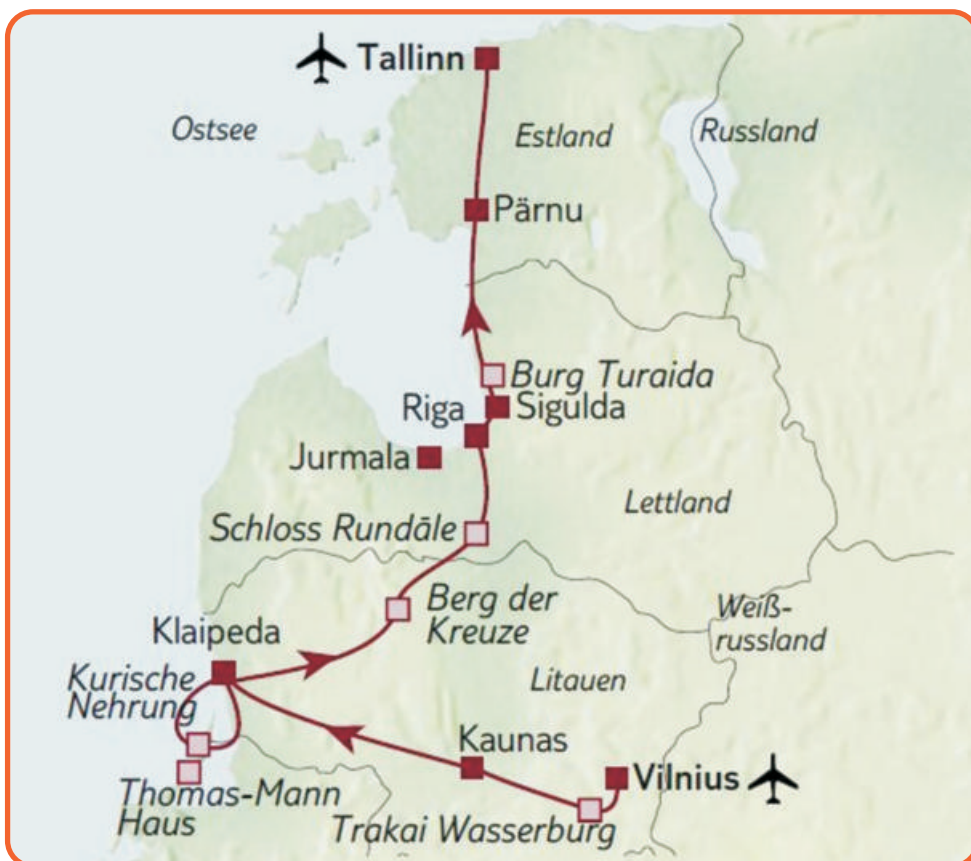 Tallinn
Ostsee
Estland
Russland
Pärnu
Burg Turaida
Riga
Sigulda
Jurmala
Lettland
Schloss Rundāle
Berg der
Kreuze
Weiß-
russland
Klaipeda
Kurische
Nehrung
Litauen
Kaunas
Vilnius
Thomas-Mann
Haus
Trakai Wasserburg